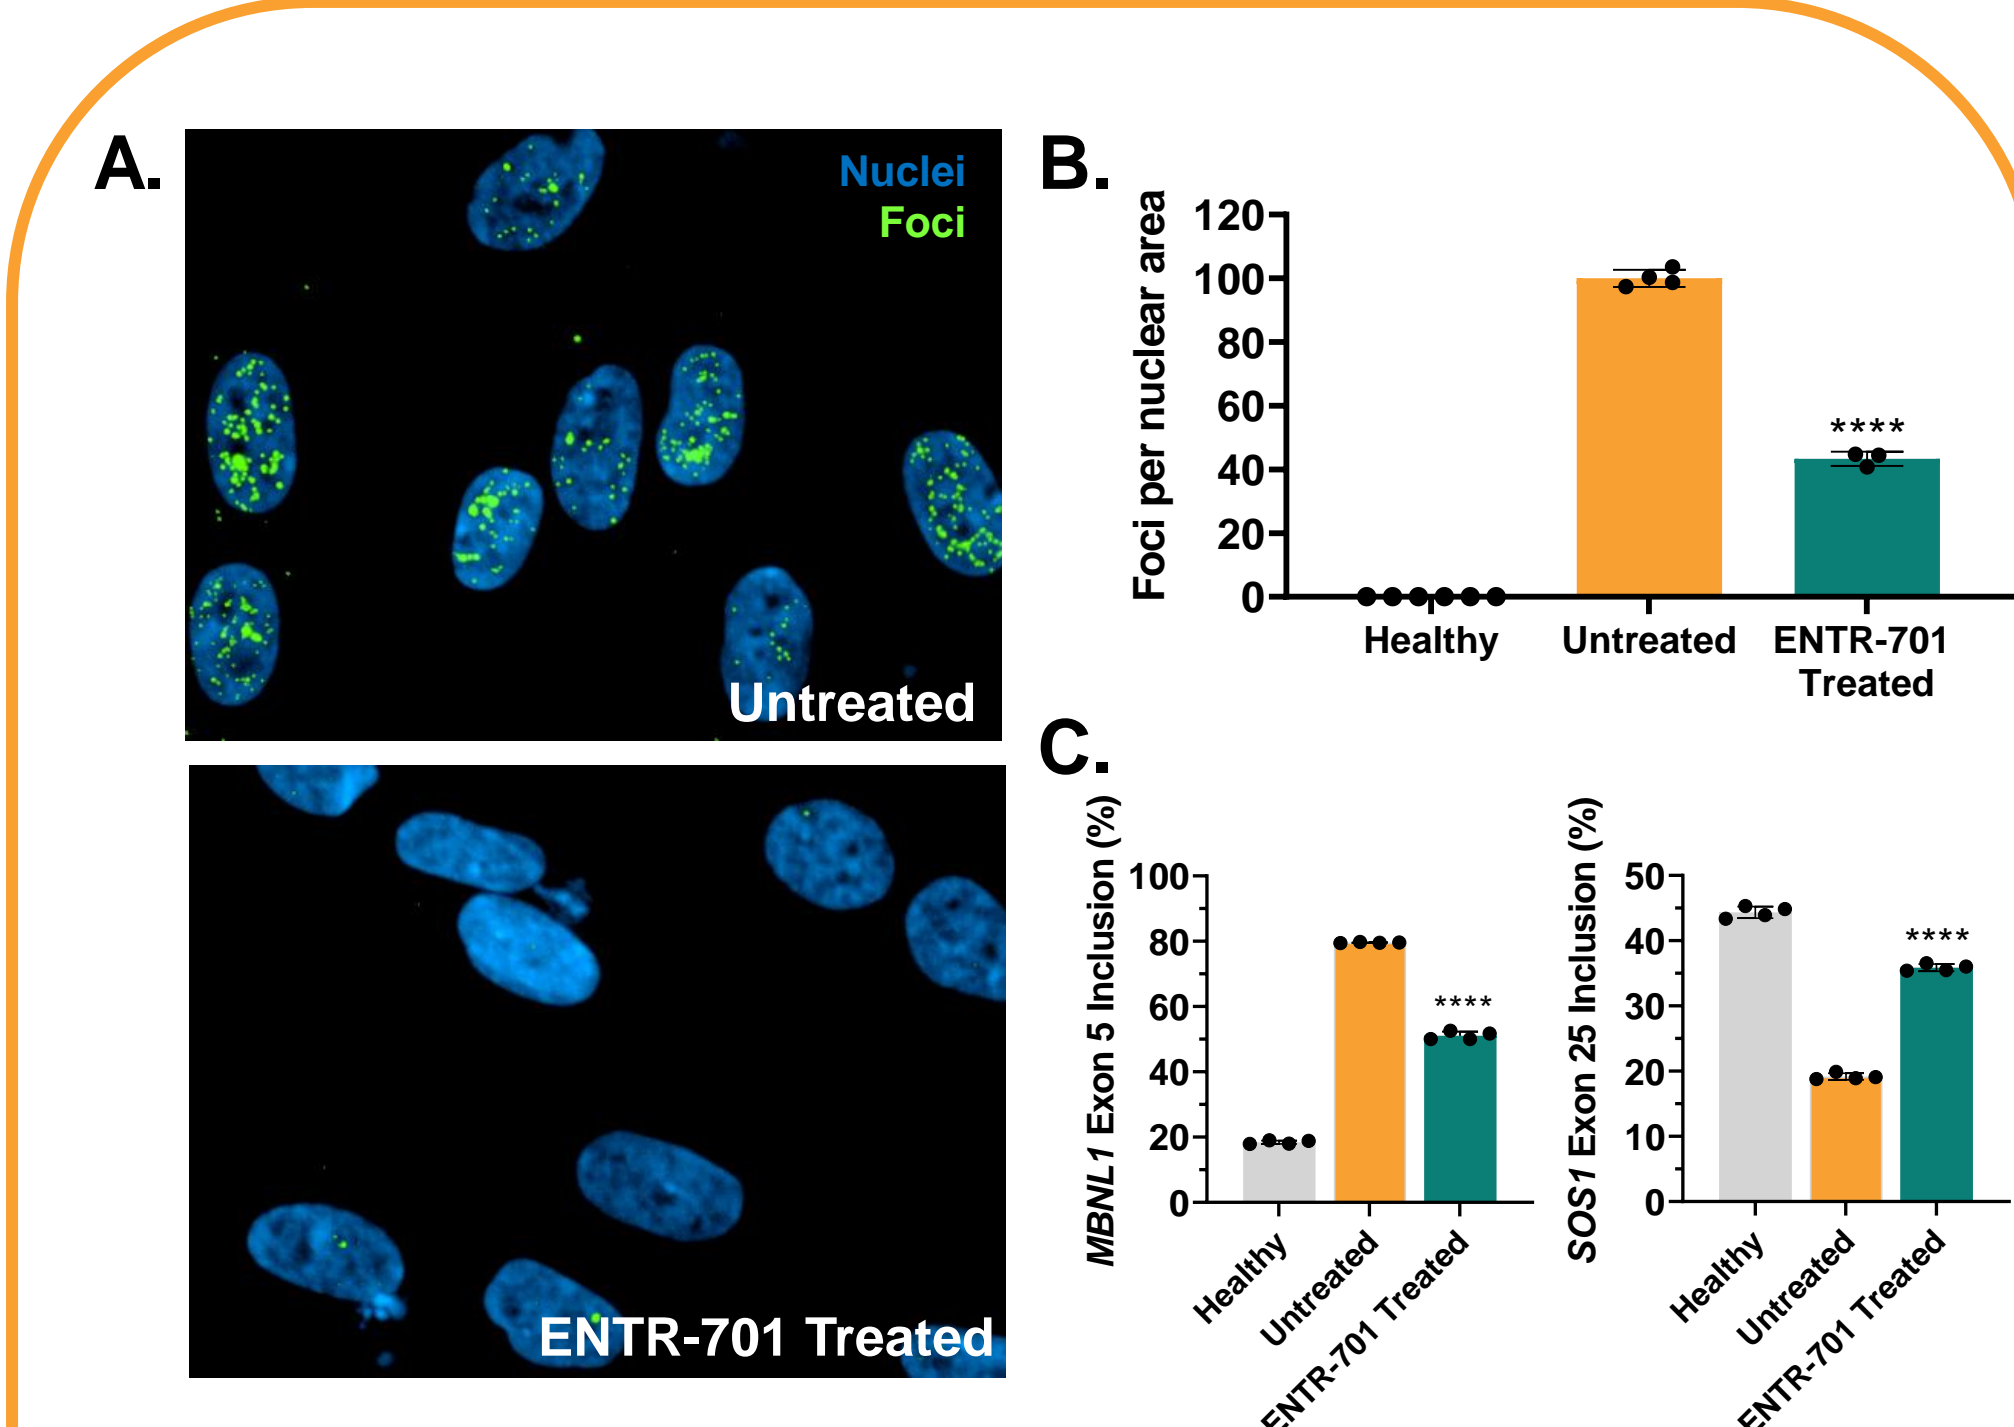 A.
Nuclei
Foci
Untreated
ENTR-701 Treated
B.
Foci per nuclear area
120
100
80
60
40
20
0
Healthy
Untreated
ENTR-701
Treated
****
C.
MBNL1 Exon 5 Inclusion (%)
100
80
60
40
20
0
****
Healthy
Untreated
ENTR-701 Treated
SOS1 Exon 25 Inclusion (%)
50
40
30
20
10
0
****
Healthy
Untreated
ENTR-701 Treated